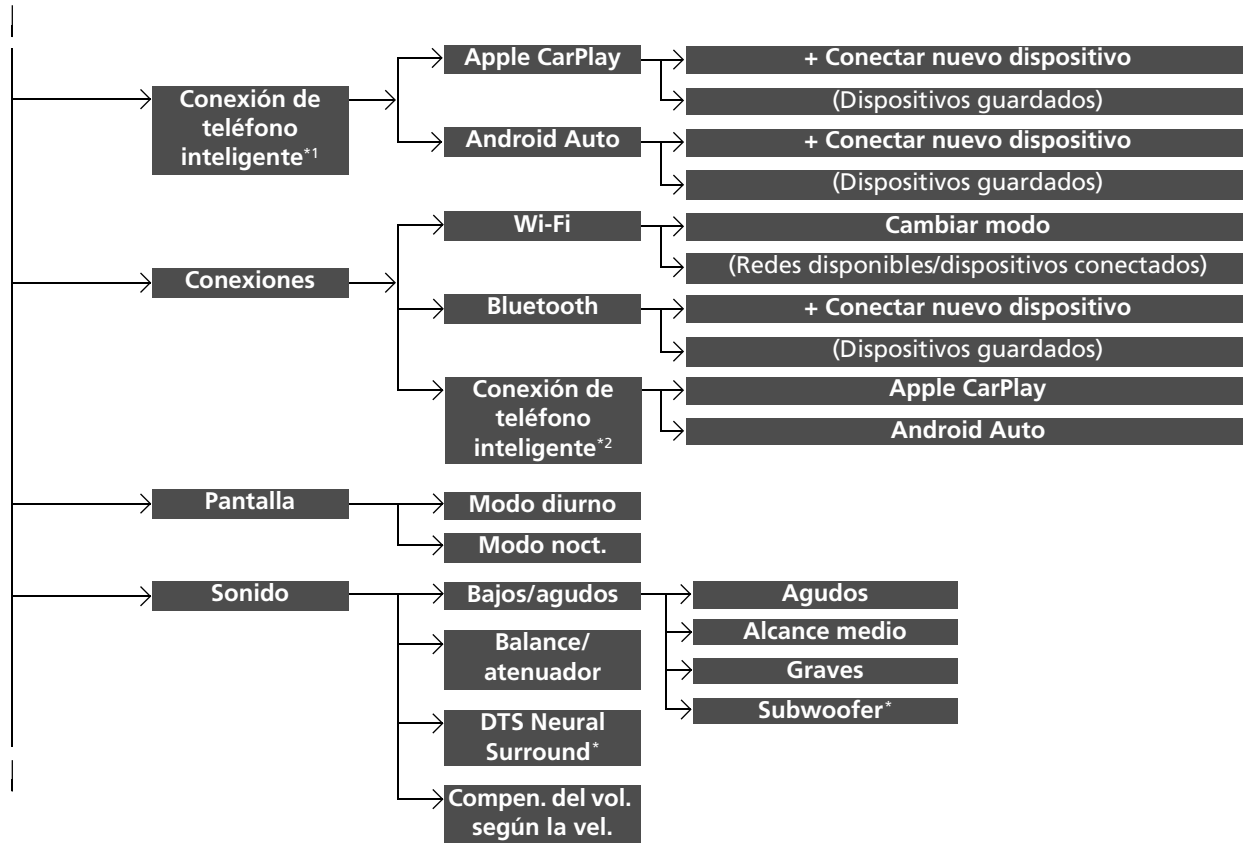 Conexión de
teléfono
inteligente*1
Apple CarPlay
+ Conectar nuevo dispositivo
(Dispositivos guardados)
Android Auto
+ Conectar nuevo dispositivo
(Dispositivos guardados)
Conexiones
Wi-Fi
Cambiar modo
(Redes disponibles/dispositivos conectados)
Bluetooth
+ Conectar nuevo dispositivo
(Dispositivos guardados)
Conexión de
teléfono
inteligente*2
Apple CarPlay
Android Auto
Pantalla
Modo diurno
Modo noct.
Sonido
Bajos/agudos
Agudos
Alcance medio
Graves
Subwoofer*
Balance/
atenuador
DTS Neural
Surround*
Compen. del vol.
según la vel.